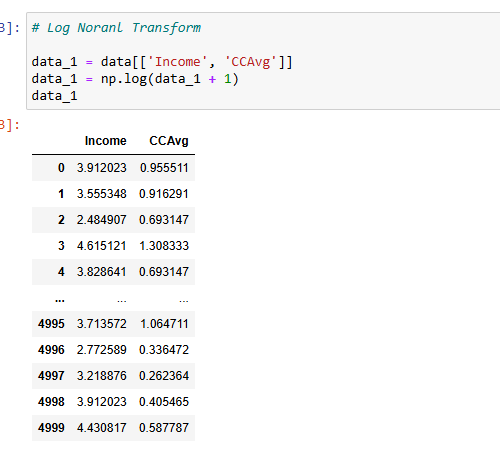 3]: # Log Noranl Transform
data_1 = data[['Income', 'CCAvg']]
data_1 = np.log(data_1 + 1)
data_1
3]:
Income CCAvg
0 3.912023 0.955511
1 3.555348 0.916291
2 2.484907 0.693147
3 4.615121 1.308333
4 3.828641 0.693147
... ... ...
4995 3.713572 1.064711
4996 2.772589 0.336472
4997 3.218876 0.262364
4998 3.912023 0.405465
4999 4.430817 0.587787